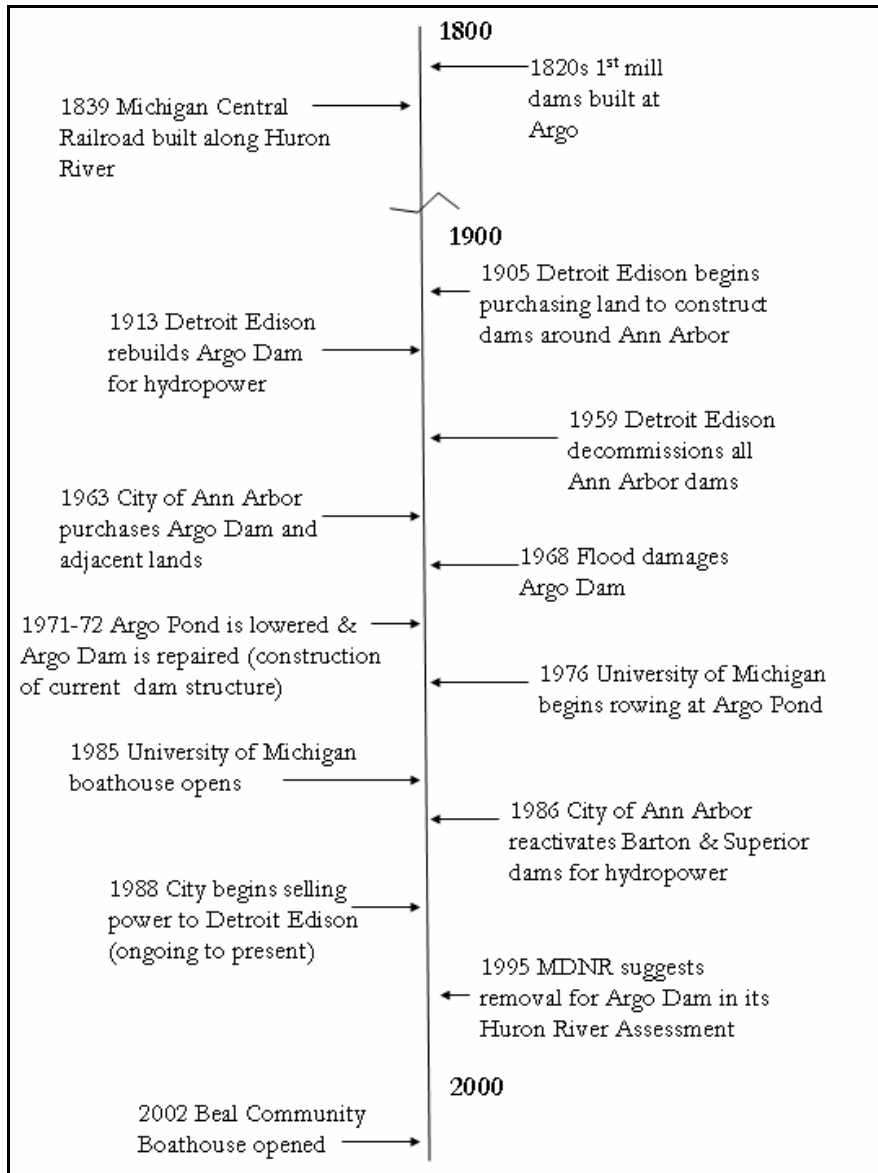 1800
1820s 1st mill
dams built at
Argo
1839 Michigan Central
Railroad built along Huron
River
1900
1905 Detroit Edison begins
purchasing land to construct
dams around Ann Arbor
1913 Detroit Edison
rebuilds Argo Dam
for hydropower
1959 Detroit Edison
decommissions all
Ann Arbor dams
1963 City of Ann Arbor
purchases Argo Dam and
adjacent lands
1968 Flood damages
Argo Dam
1971-72 Argo Pond is lowered &
Argo Dam is repaired (construction
of current dam structure)
1976 University of Michigan
begins rowing at Argo Pond
1985 University of Michigan
boathouse opens
1986 City of Ann Arbor
reactivates Barton & Superior
dams for hydropower
1988 City begins selling
power to Detroit Edison
(ongoing to present)
1995 MDNR suggests
removal for Argo Dam in its
Huron River Assessment
2000
2002 Beal Community
Boathouse opened